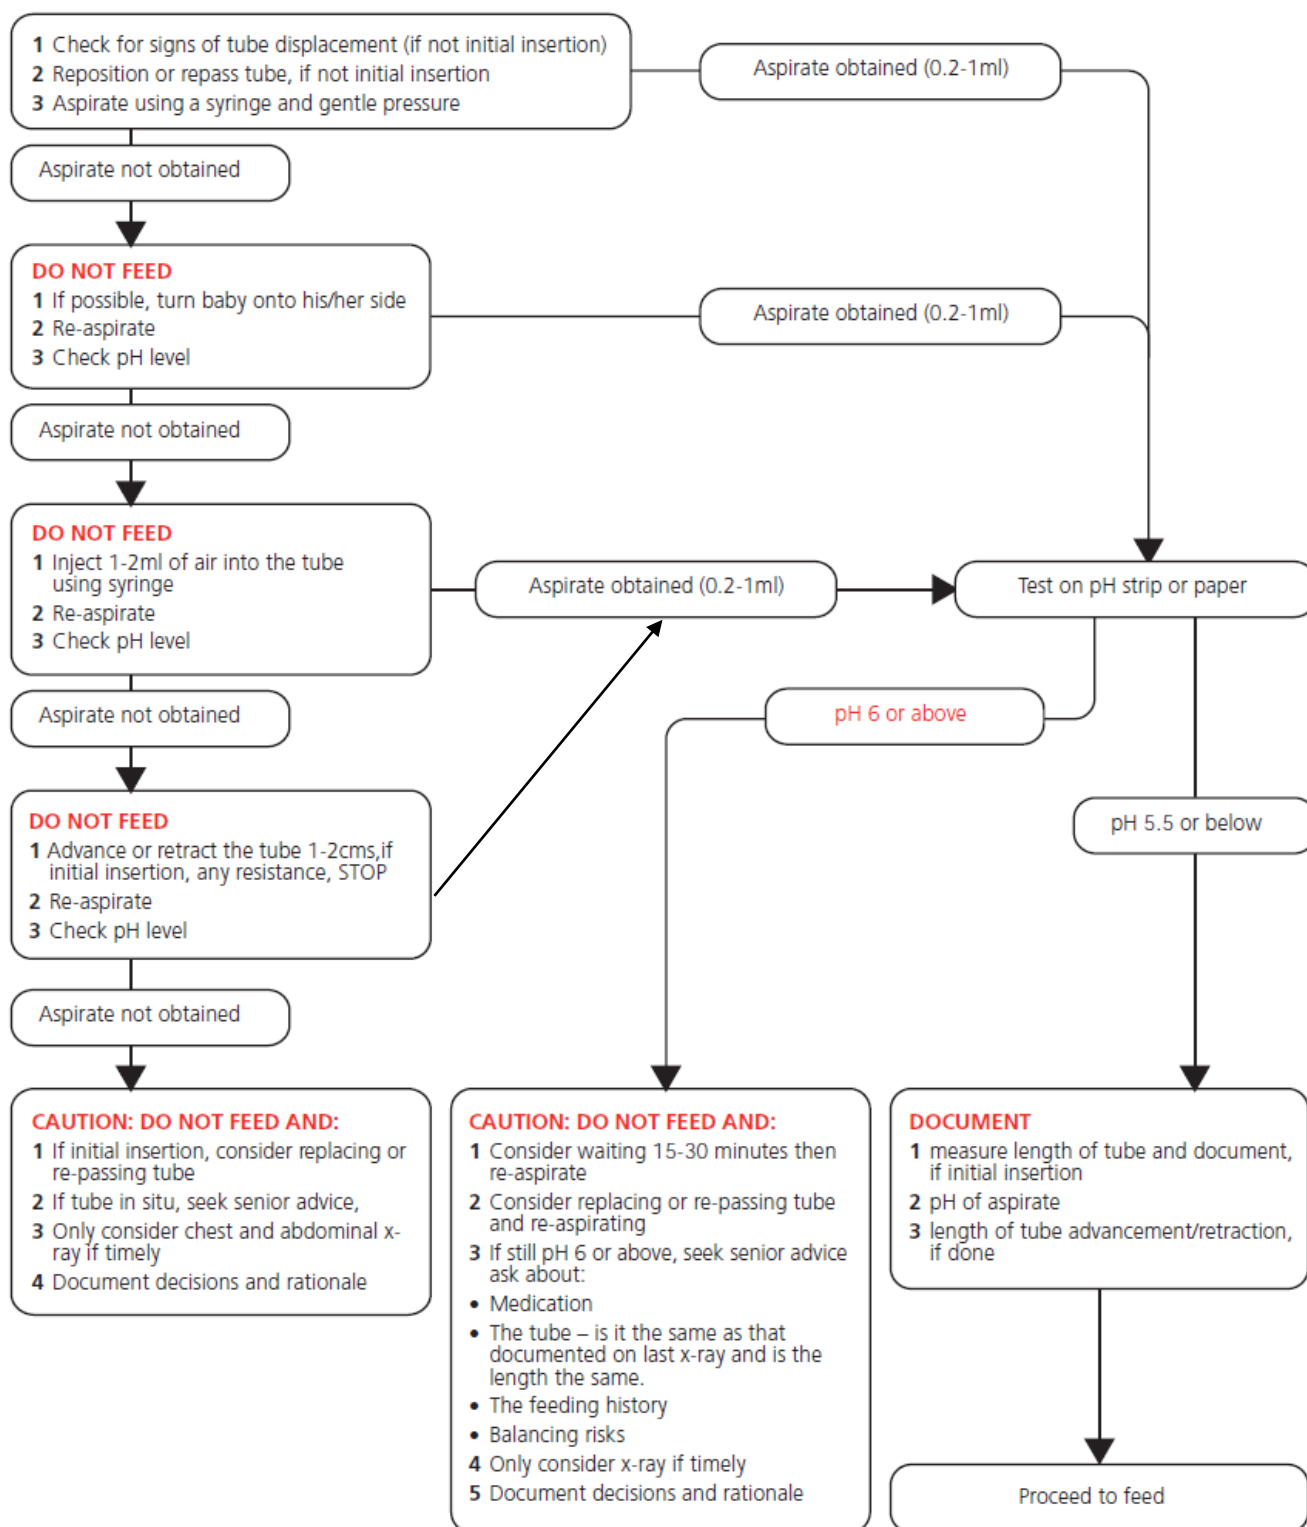 1 Check for signs of tube displacement (if not initial insertion)
2 Reposition or repass tube, if not initial insertion
3 Aspirate using a syringe and gentle pressure
Aspirate obtained (0.2-1ml)
Aspirate not obtained
DO NOT FEED
1 If possible, turn baby onto his/her side
2 Re-aspirate
3 Check pH level
Aspirate obtained (0.2-1ml)
Aspirate not obtained
DO NOT FEED
1 Inject 1-2ml of air into the tube
using syringe
2 Re-aspirate
3 Check pH level
Aspirate obtained (0.2-1ml)
Test on pH strip or paper
Aspirate not obtained
pH 6 or above
pH 5.5 or below
DO NOT FEED
1 Advance or retract the tube 1-2cms,if
initial insertion, any resistance, STOP
2 Re-aspirate
3 Check pH level
Aspirate not obtained
CAUTION: DO NOT FEED AND:
1 If initial insertion, consider replacing or
re-passing tube
2 If tube in situ, seek senior advice,
3 Only consider chest and abdominal x-
ray if timely
4 Document decisions and rationale
CAUTION: DO NOT FEED AND:
1 Consider waiting 15-30 minutes then
re-aspirate
2 Consider replacing or re-passing tube
and re-aspirating
3 If still pH 6 or above, seek senior advice
ask about:
• Medication
• The tube – is it the same as that
documented on last x-ray and is the
length the same.
• The feeding history
• Balancing risks
4 Only consider x-ray if timely
5 Document decisions and rationale
DOCUMENT
1 measure length of tube and document,
if initial insertion
2 pH of aspirate
3 length of tube advancement/retraction,
if done
Proceed to feed